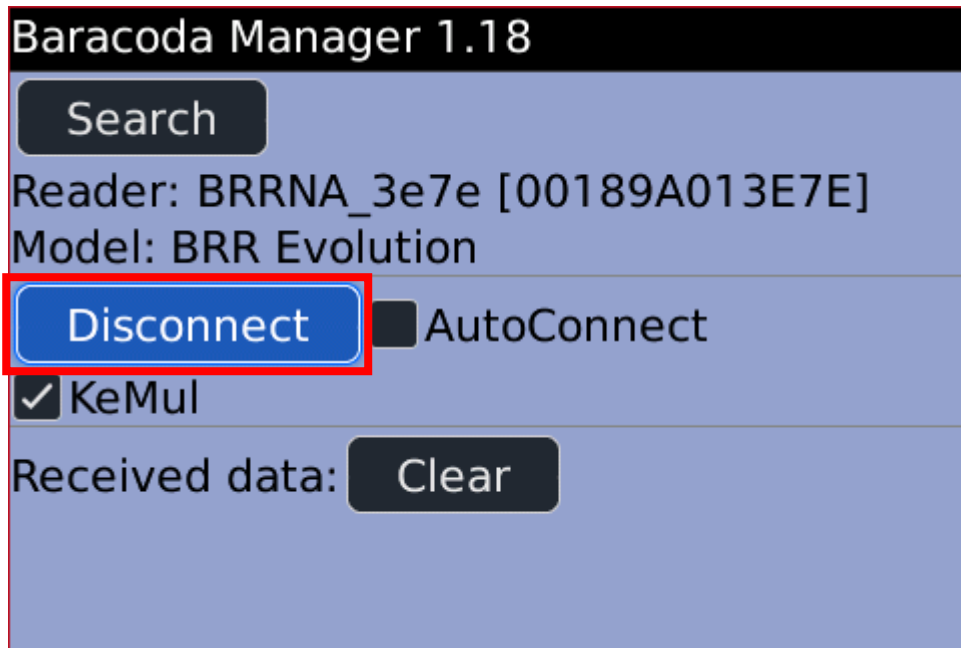 Baracoda Manager 1.18
Search
Reader: BRRNA_3e7e [00189A013E7E]
Model: BRR Evolution
Disconnect AutoConnect
KeMul
Received data: Clear